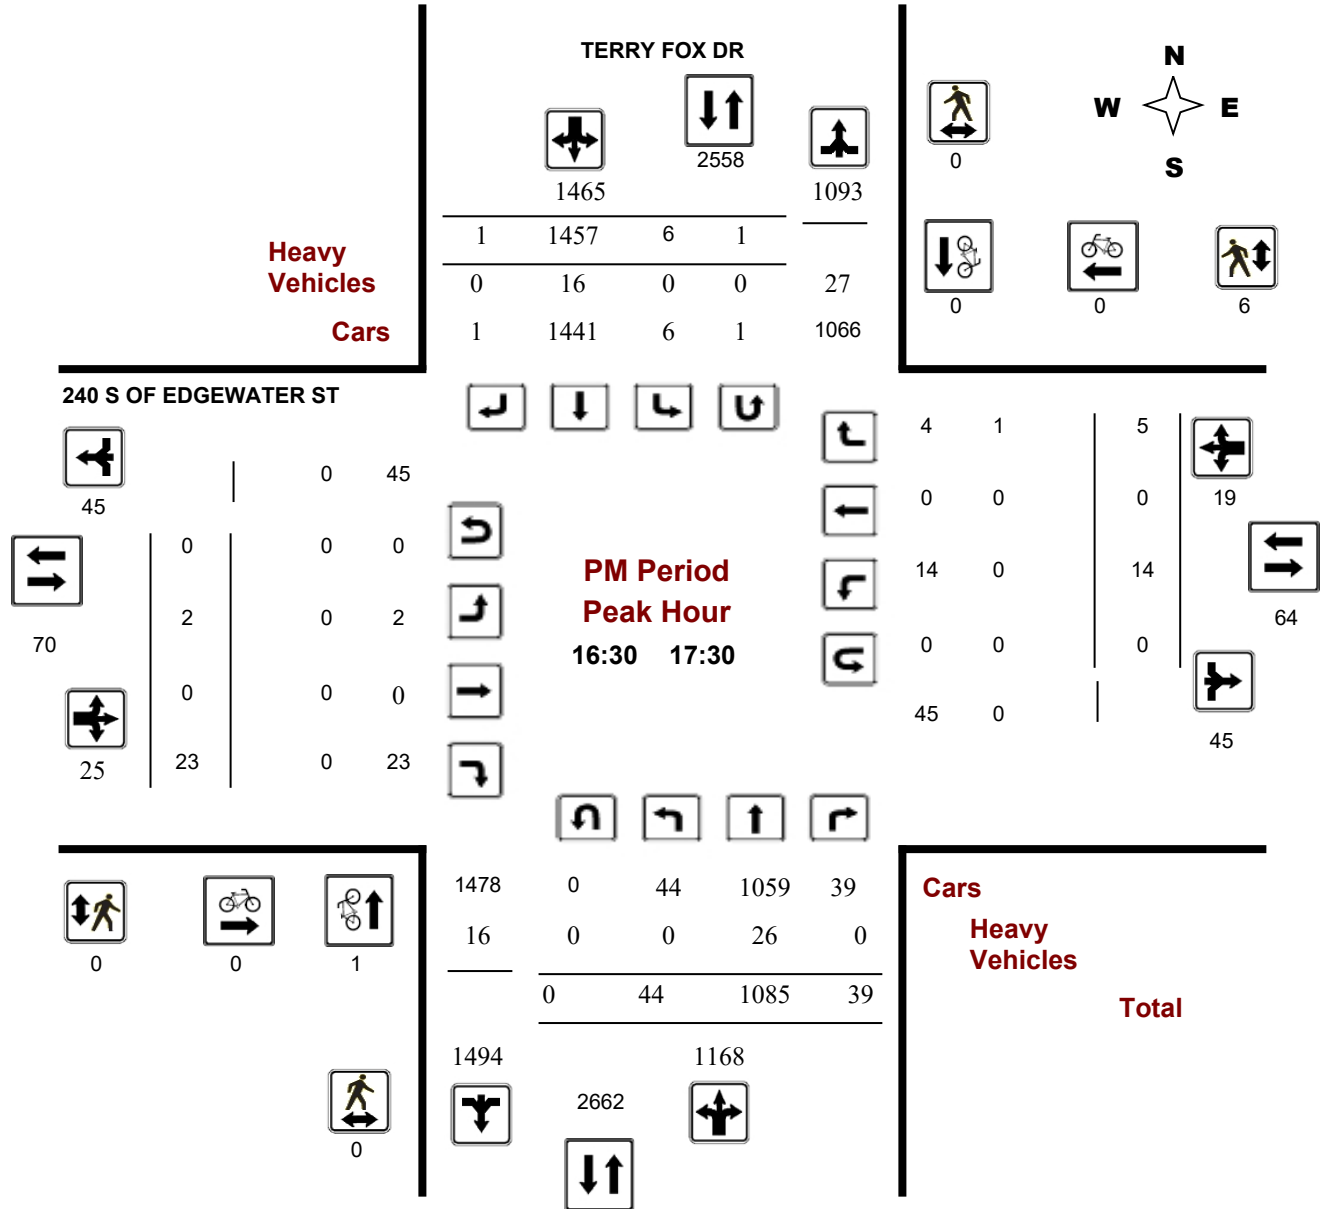 TERRY FOX DR
N
W E
S
2558
0
1465 1093
1 1457 6 1
Heavy
Vehicles 0 16 0 0 27
Cars 1 1441 6 1 1066
0 0 6
240 S OF EDGEWATER ST
45
0 45
4 1 5
0 0 0
19
0 0 0
PM Period
14 0 14
2 0 2
Peak Hour
64
70
16:30 17:30
0 0 0
0 0 0
45 0
45
25
23 0 23
1478 0 44 1059 39
Cars
16 0 0 26 0
Heavy
Vehicles
0 0 1
0 44 1085 39
Total
1494 1168
2662
0